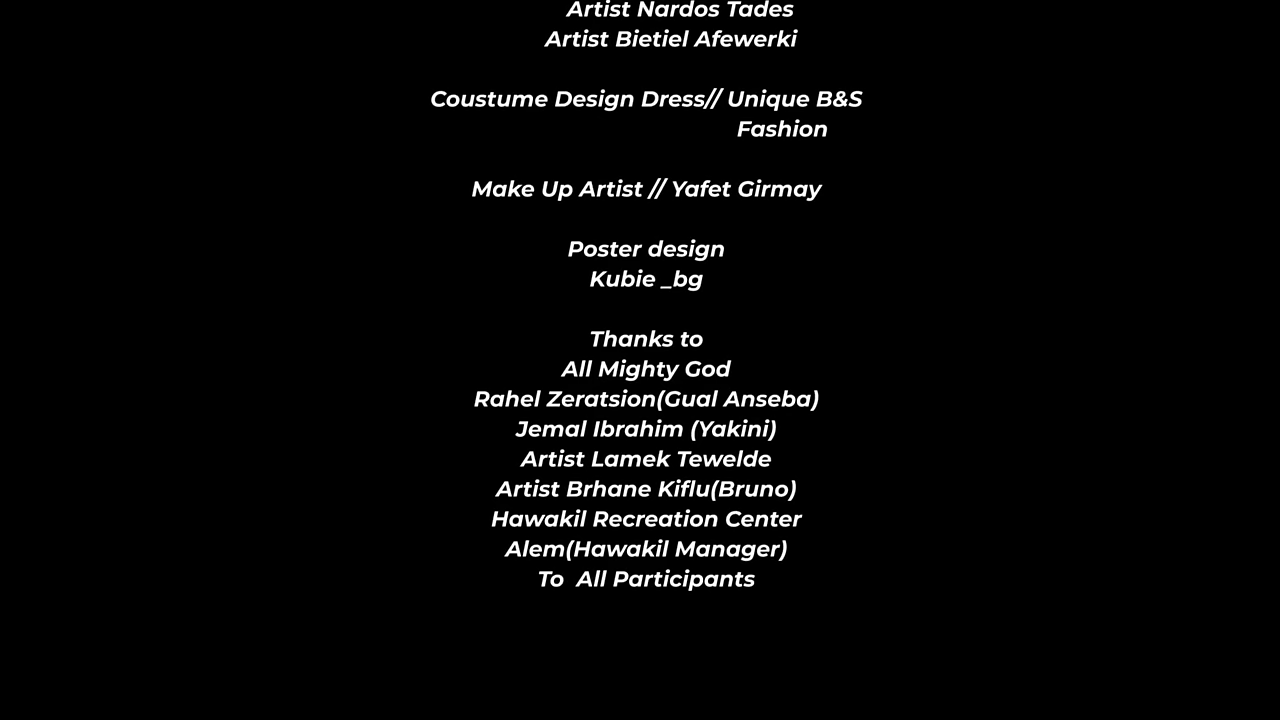 Artist Nardos Tades
Artist Bietiel Afewerki
Coustume Design Dress// Unique B&S
Fashion
Make Up Artist // Yafet Girmay
Poster design
Kubie _bg
Thanks to
All Mighty God
Rahel Zeratsion(Gual Anseba)
Jemal Ibrahim (Yakini)
Artist Lamek Tewelde
Artist Brhane Kiflu(Bruno)
Hawakil Recreation Center
Alem(Hawakil Manager)
To  All Participants